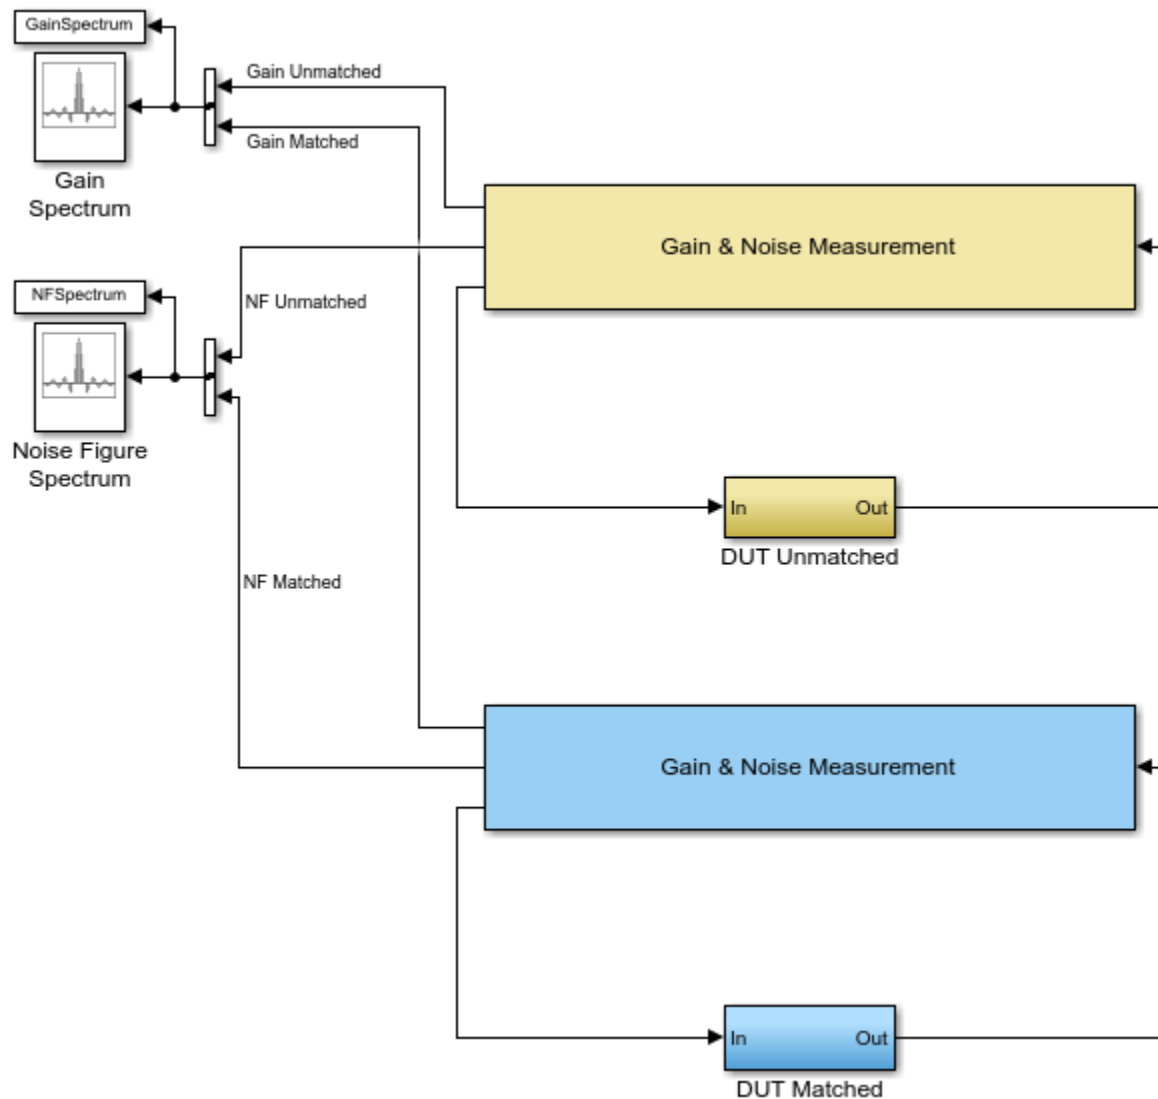 GainSpectrum
Gain Unmatched
Gain Matched
Gain
Spectrum
Gain & Noise Measurement
NFSpectrum
NF Unmatched
Noise Figure
Spectrum
In
Out
DUT Unmatched
NF Matched
Gain & Noise Measurement
In
Out
DUT Matched